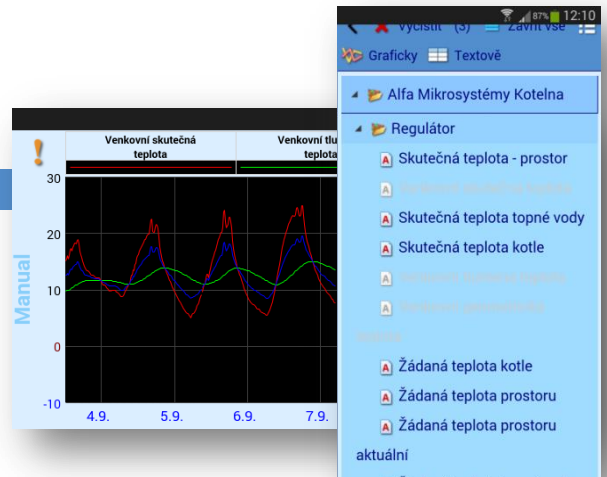 87% 12:10
Vyčistit (3) Zavřít vše
Graficky Textově
Alfa Mikrosystémy Kotelna
Regulátor
Skutečná teplota - prostor
Skutečná teplota topné vody
Skutečná teplota kotle
Žádaná teplota kotle
Žádaná teplota prostoru
Žádaná teplota prostoru
aktuální
Venkovní skutečná
teplota
Venkovní
teplota
Manual
30
20
10
0
-10
4.9. 5.9. 6.9. 7.9.